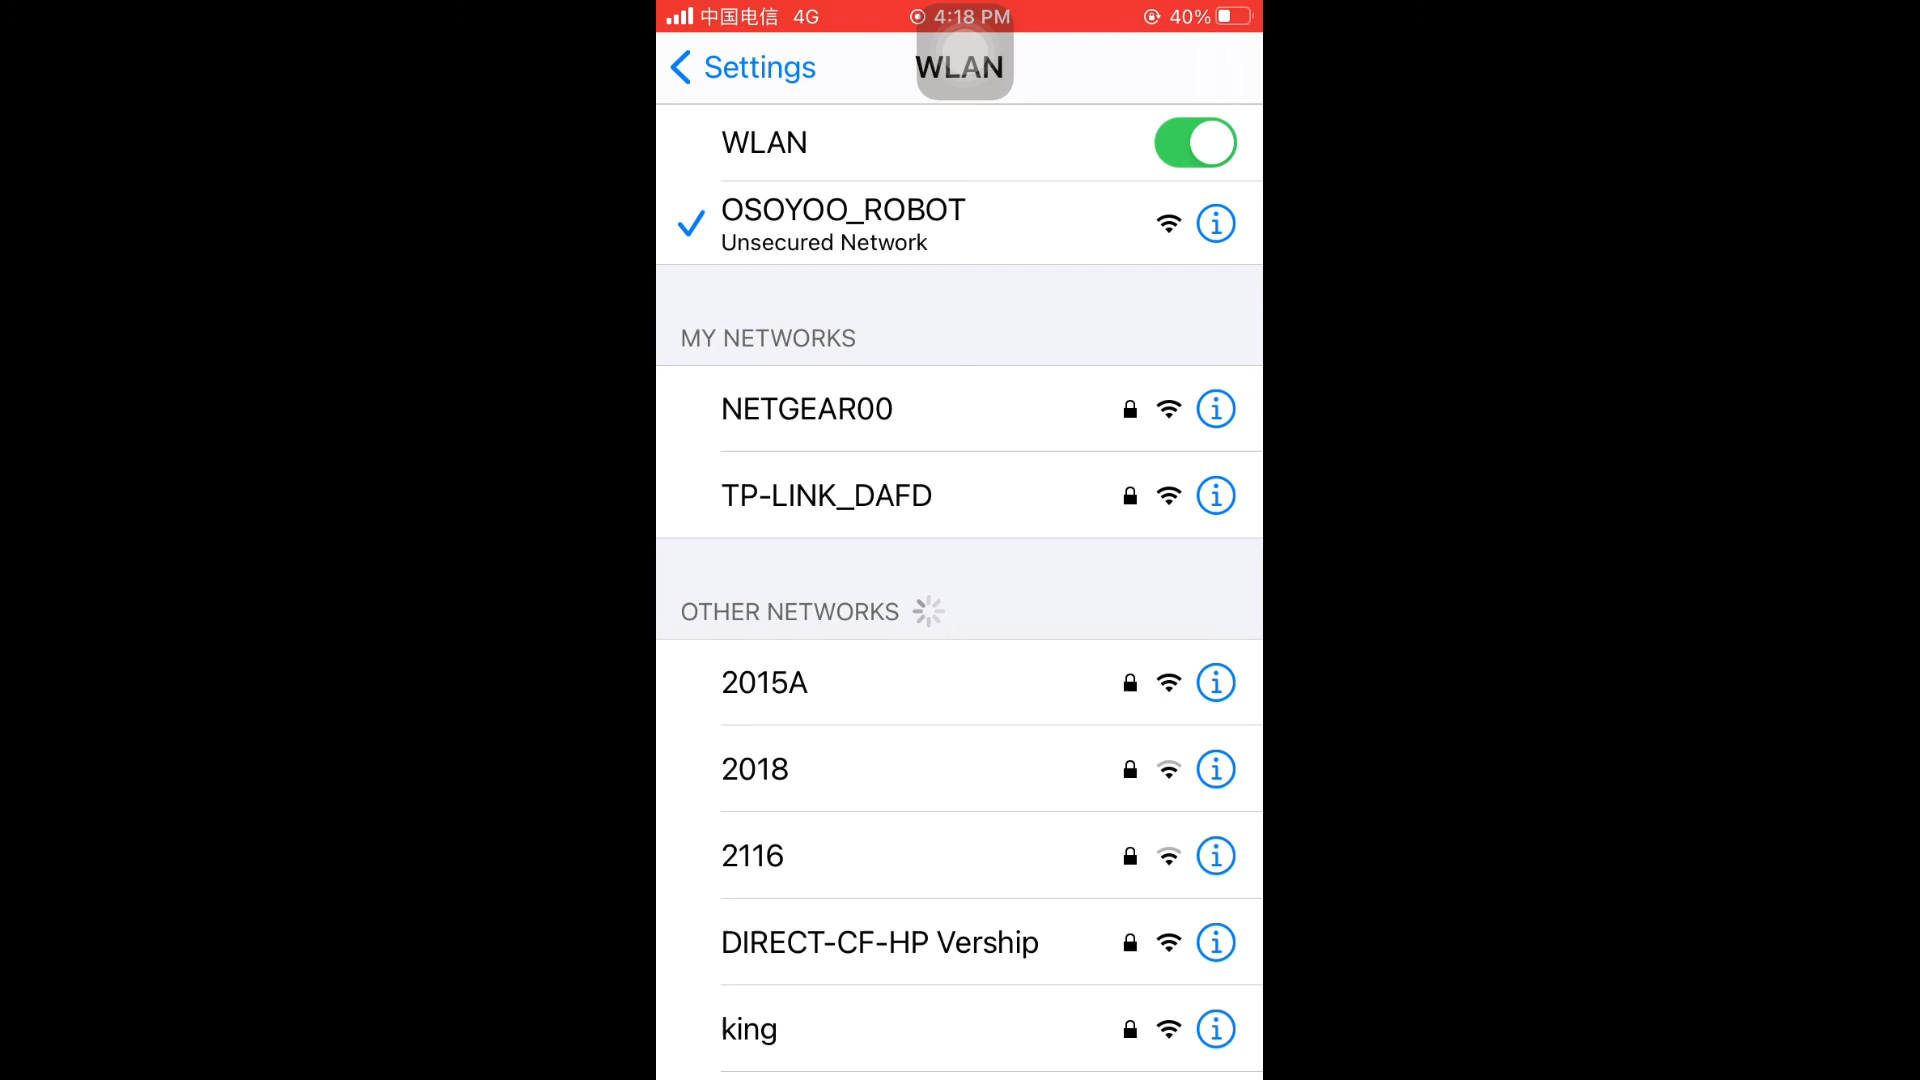 中国电信 4G 4:18 PM 40%
Settings WLAN
WLAN
OSOYOO_ROBOT
Unsecured Network
MY NETWORKS
NETGEAR00
TP-LINK_DAFD
OTHER NETWORKS
2015A
2018
2116
DIRECT-CF-HP Vership
king